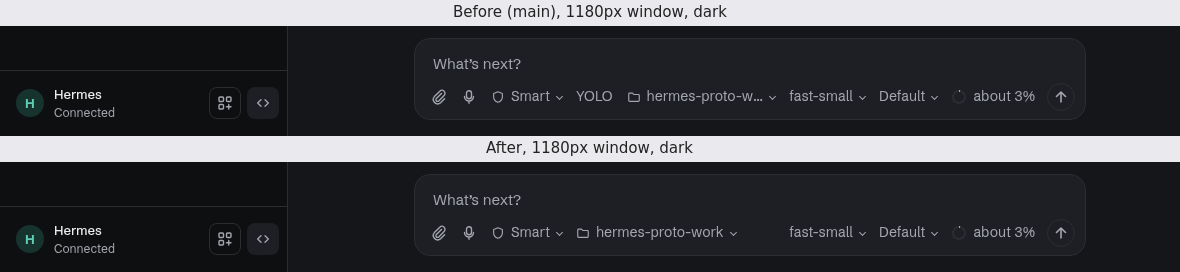 Before (main), 1180px window, dark
What's next?
Hermes
Connected
H
Smart YOLO hermes-proto-w... fast-small Default about 3%
After, 1180px window, dark
What's next?
Hermes
Connected
H
Smart hermes-proto-work fast-small Default about 3%